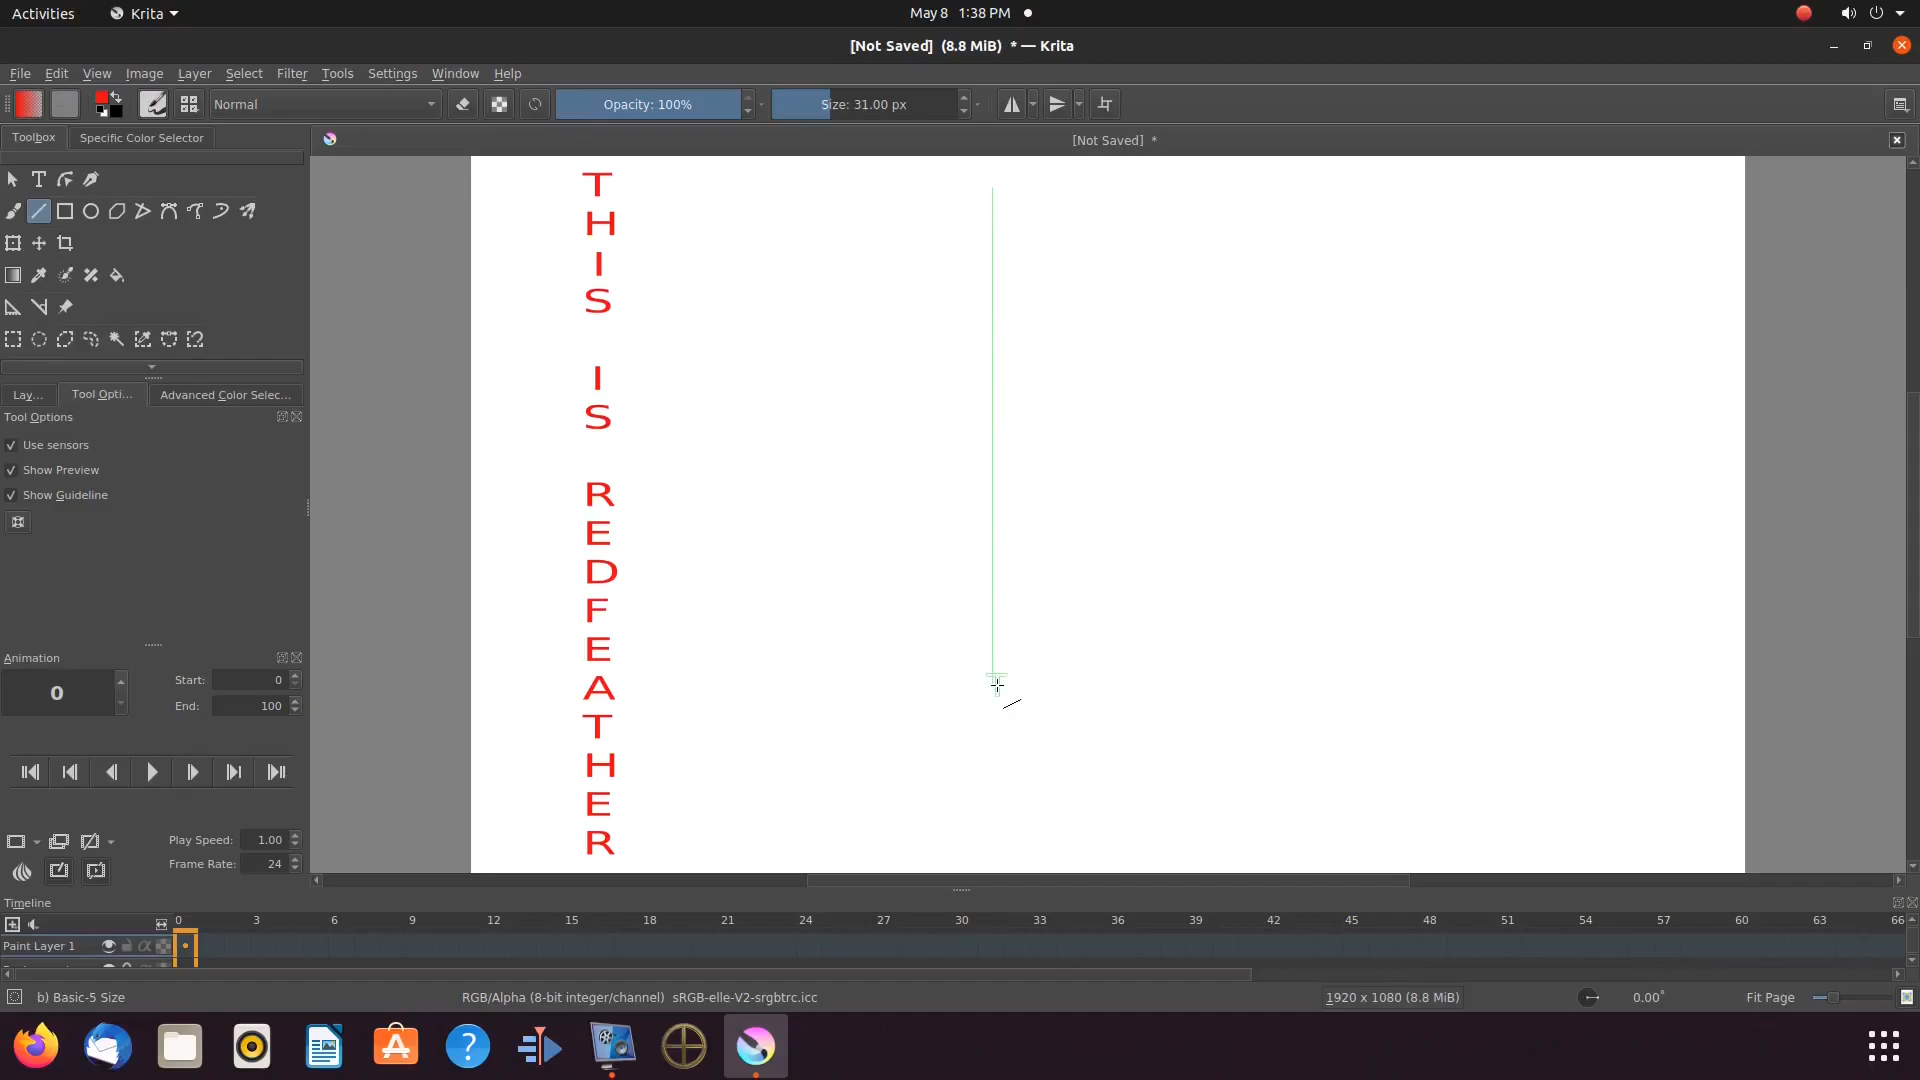 Activities
Krita
May 8 1:38 PM
[Not Saved] (8.8 MiB) * — Krita
File Edit View Image Layer Select Filter Tools Settings Window Help
Normal
Opacity: 100%
Size: 31.00 px
Toolbox
Specific Color Selector
[Not Saved] *
Lay...
Tool Opti...
Advanced Color Selec...
Tool Options
Use sensors
Show Preview
Show Guideline
Animation
0
Start: 0
End: 100
Play Speed: 1.00
Frame Rate: 24
T
H
I
S
I
S
R
E
D
F
E
A
T
H
E
R
Timeline
0 3 6 9 12 15 18 21 24 27 30 33 36 39 42 45 48 51 54 57 60 63 66
Paint Layer 1
b) Basic-5 Size
RGB/Alpha (8-bit integer/channel) sRGB-elle-V2-srgbtrc.icc
1920 x 1080 (8.8 MiB)
0.00°
Fit Page